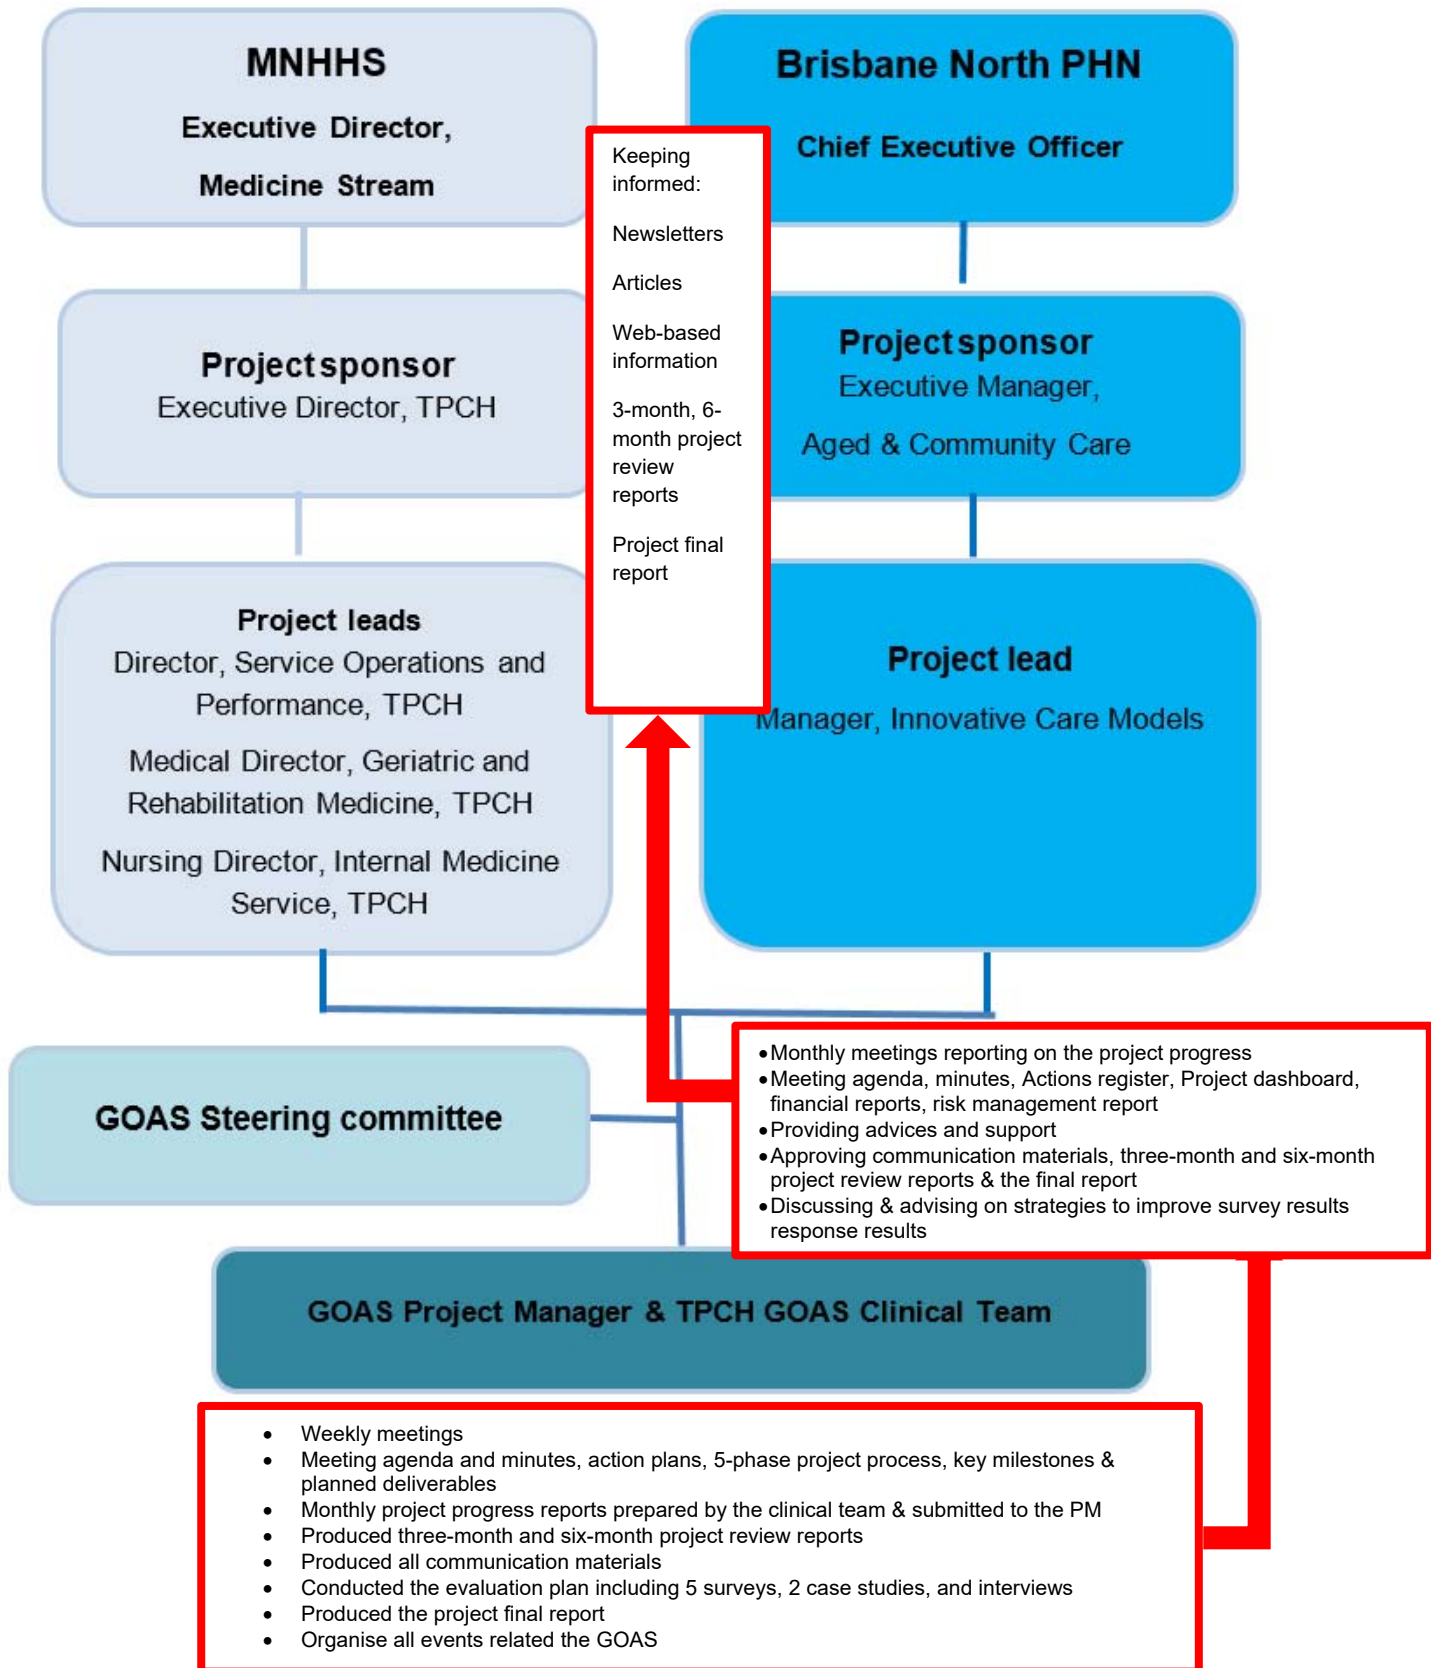 MNHHS
Executive Director,
Medicine Stream
Brisbane North PHN
Chief Executive Officer
Keeping
informed:
Newsletters
Articles
Web-based
information
3-month, 6-
month project
review
reports
Project final
report
Project sponsor
Executive Director, TPCH
Project sponsor
Executive Manager,
Aged & Community Care
Project leads
Director, Service Operations and
Performance, TPCH
Medical Director, Geriatric and
Rehabilitation Medicine, TPCH
Nursing Director, Internal Medicine
Service, TPCH
Project lead
Manager, Innovative Care Models
GOAS Steering committee
•Monthly meetings reporting on the project progress
•Meeting agenda, minutes, Actions register, Project dashboard,
financial reports, risk management report
•Providing advices and support
•Approving communication materials, three-month and six-month
project review reports & the final report
•Discussing & advising on strategies to improve survey results
response results
GOAS Project Manager & TPCH GOAS Clinical Team
• Weekly meetings
• Meeting agenda and minutes, action plans, 5-phase project process, key milestones &
planned deliverables
• Monthly project progress reports prepared by the clinical team & submitted to the PM
• Produced three-month and six-month project review reports
• Produced all communication materials
• Conducted the evaluation plan including 5 surveys, 2 case studies, and interviews
• Produced the project final report
• Organise all events related the GOAS